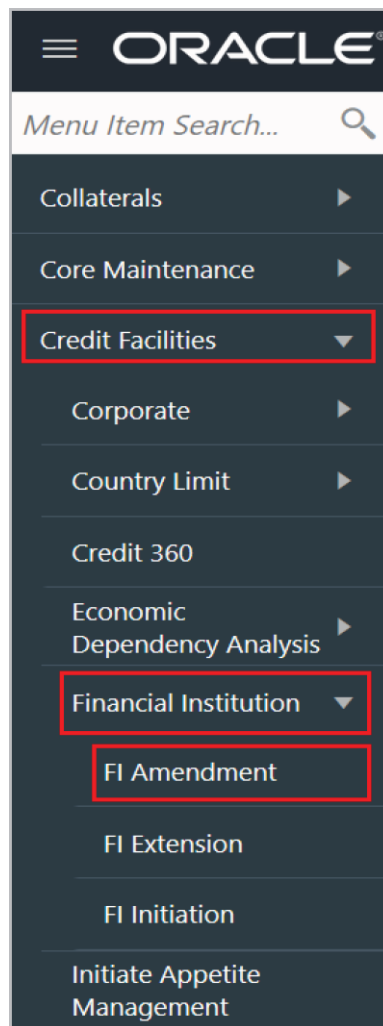 ORACLE®
Menu Item Search...
Collaterals
Core Maintenance
Credit Facilities
Corporate
Country Limit
Credit 360
Economic
Dependency Analysis
Financial Institution
FI Amendment
FI Extension
FI Initiation
Initiate Appetite
Management